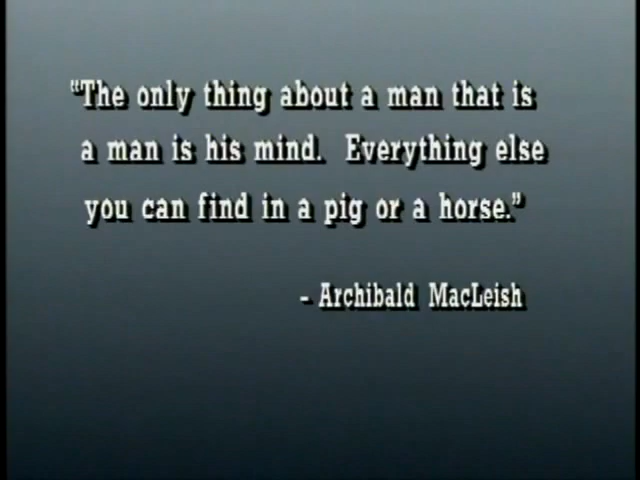 “The only thing about a man that is
a man is his mind. Everything else
you can find in a pig or a horse.”
– Archibald MacLeish